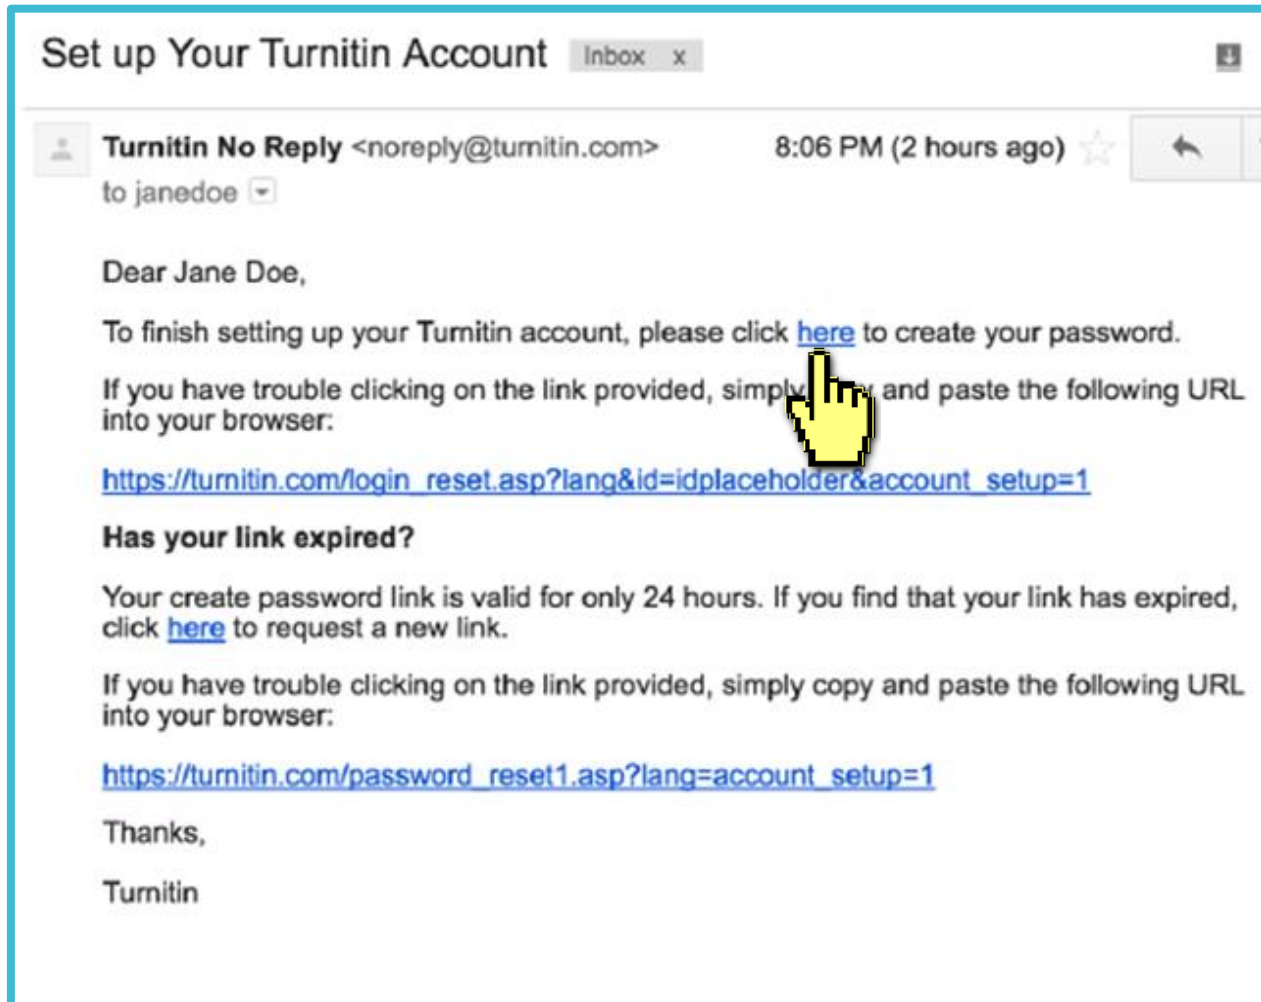 Set up Your Turnitin Account Inbox x
Turnitin No Reply <noreply@turnitin.com> 8:06 PM (2 hours ago)
to janedoe
Dear Jane Doe,
To finish setting up your Turnitin account, please click here to create your password.
If you have trouble clicking on the link provided, simply and paste the following URL
into your browser:
https://turnitin.com/login_reset.asp?lang&id=idplaceholder&account_setup=1
Has your link expired?
Your create password link is valid for only 24 hours. If you find that your link has expired,
click here to request a new link.
If you have trouble clicking on the link provided, simply copy and paste the following URL
into your browser:
https://turnitin.com/password_reset1.asp?lang=account_setup=1
Thanks,
Turnitin